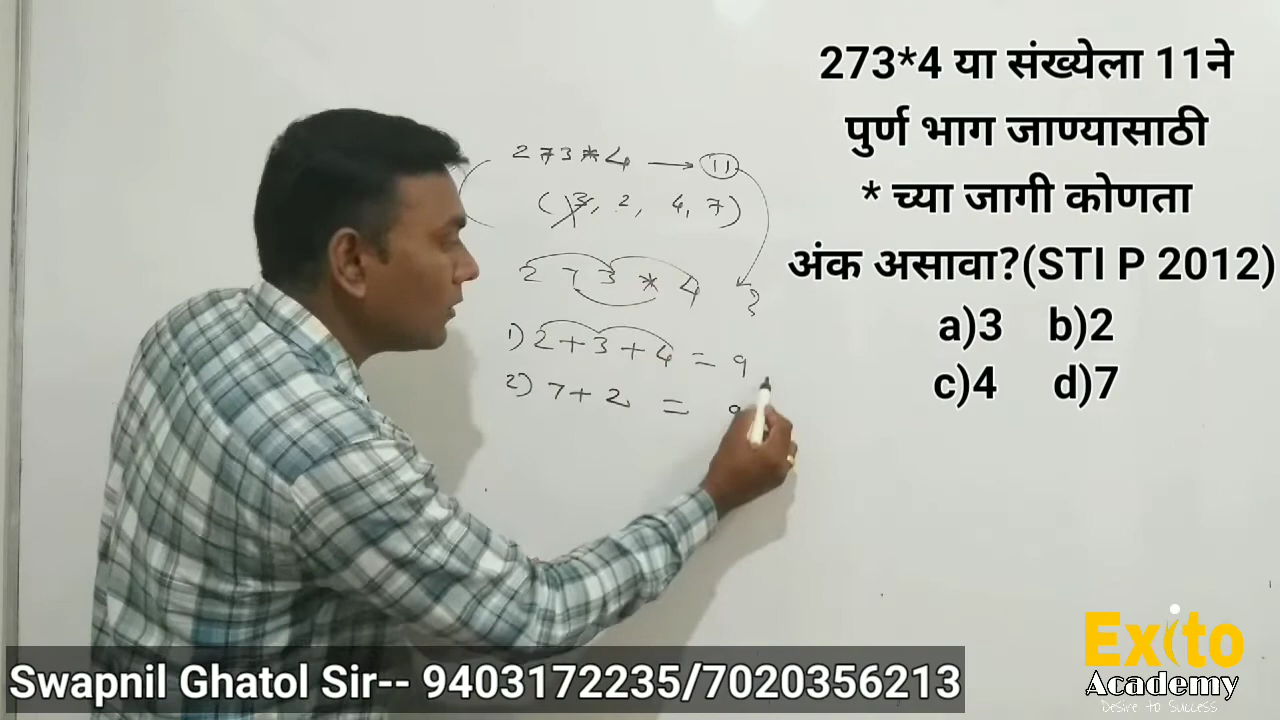 273*4 → 11
(3, 2, 4, 7)
2 7 3 * 4 ?
1) 2+3+4 = 9
2) 7+2 = 9
273*4 या संख्येला 11ने
पुर्ण भाग जाण्यासाठी
* च्या जागी कोणता
अंक असावा?(STI P 2012)
a)3 b)2
c)4 d)7
Swapnil Ghatol Sir-- 9403172235/7020356213
Exito
Academy
Desire to Success